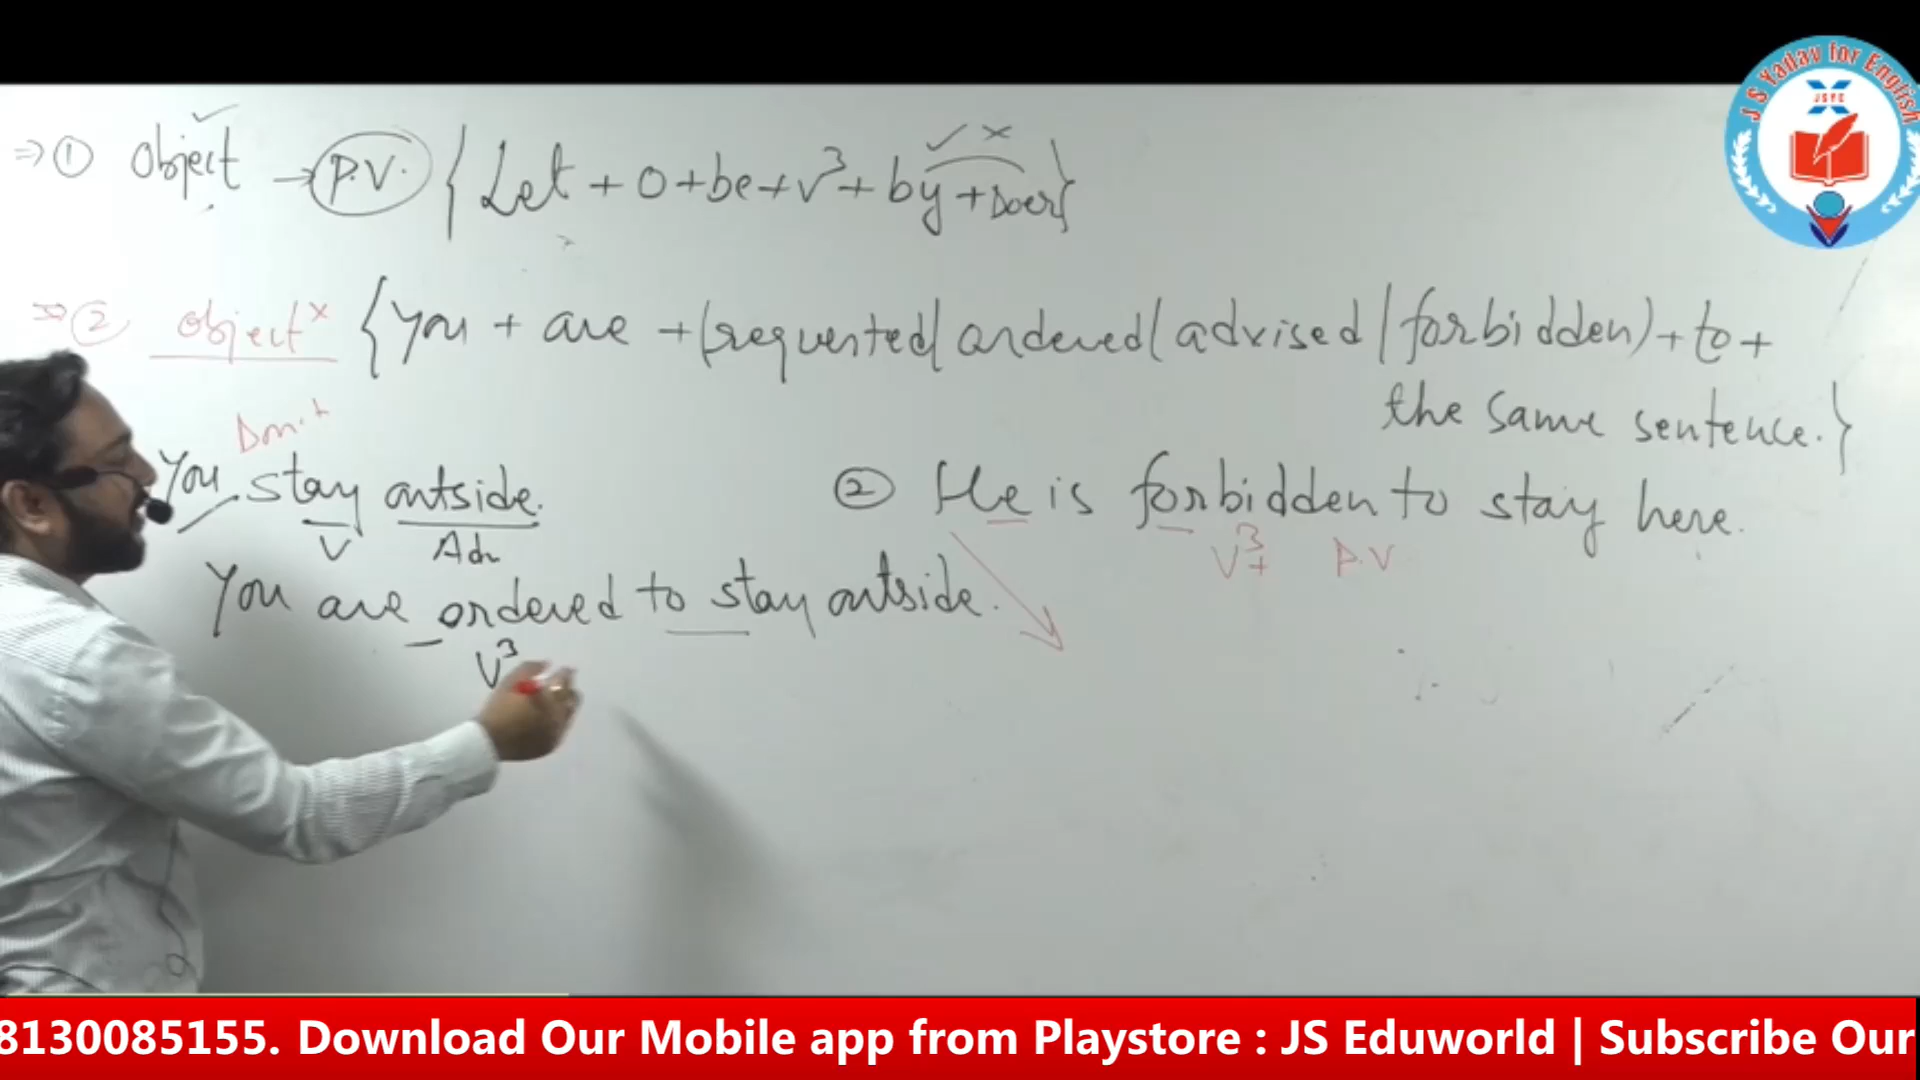 ⇒① Object → P.V. { Let + O + be + V³ + by + Doer }
✓ ×
⇒② Object × { You + are + (requested / ordered / advised / forbidden) + to +
the same sentence. }
Don't
You stay outside.
V Adv
② He is forbidden to stay here.
V³+ P.V
You are ordered to stay outside.
V³
J S Yadav for English
JSYE
8130085155. Download Our Mobile app from Playstore : JS Eduworld | Subscribe Our